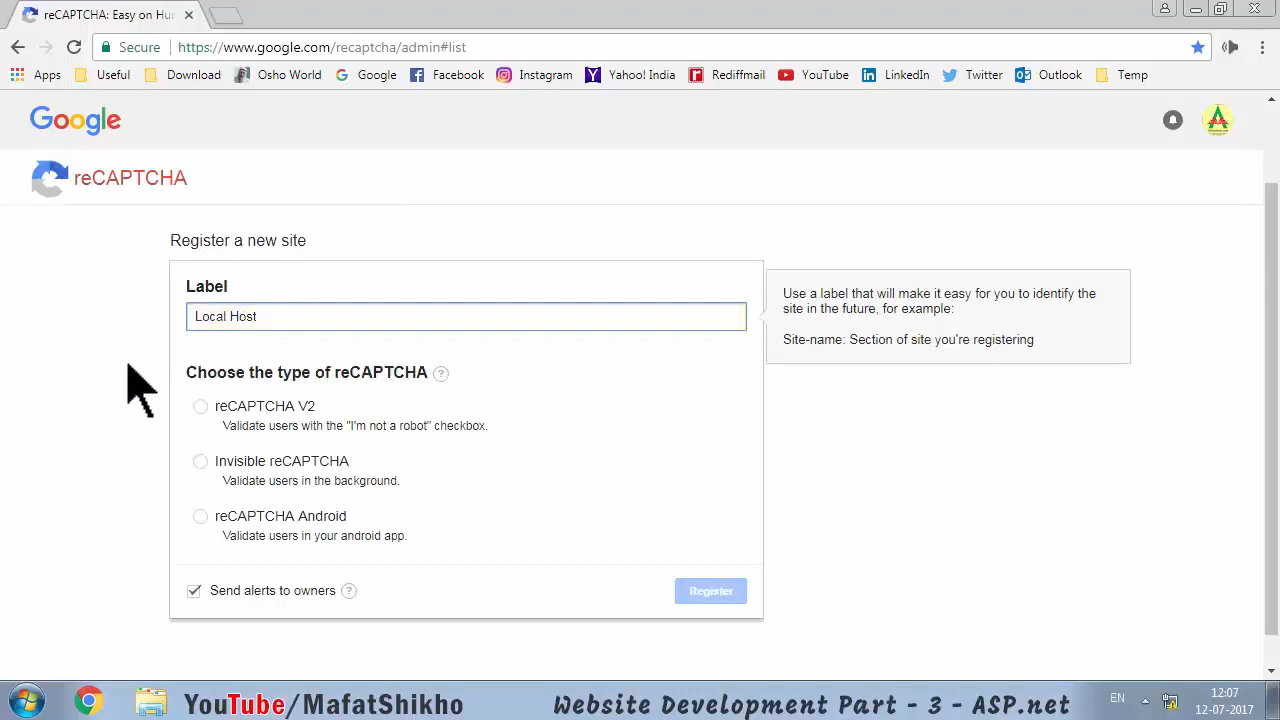 reCAPTCHA: Easy on Hu
Secure https://www.google.com/recaptcha/admin#list
Apps Useful Download Osho World Google Facebook Instagram Yahoo! India Rediffmail YouTube LinkedIn Twitter Outlook Temp
Google
reCAPTCHA
Register a new site
Label
Local Host
Use a label that will make it easy for you to identify the
site in the future, for example:
Site-name: Section of site you're registering
Choose the type of reCAPTCHA ?
reCAPTCHA V2
Validate users with the "I'm not a robot" checkbox.
Invisible reCAPTCHA
Validate users in the background.
reCAPTCHA Android
Validate users in your android app.
Send alerts to owners ?
Register
YouTube/MafatShikho
Website Development Part - 3 - ASP.net
EN
12:07
12-07-2017